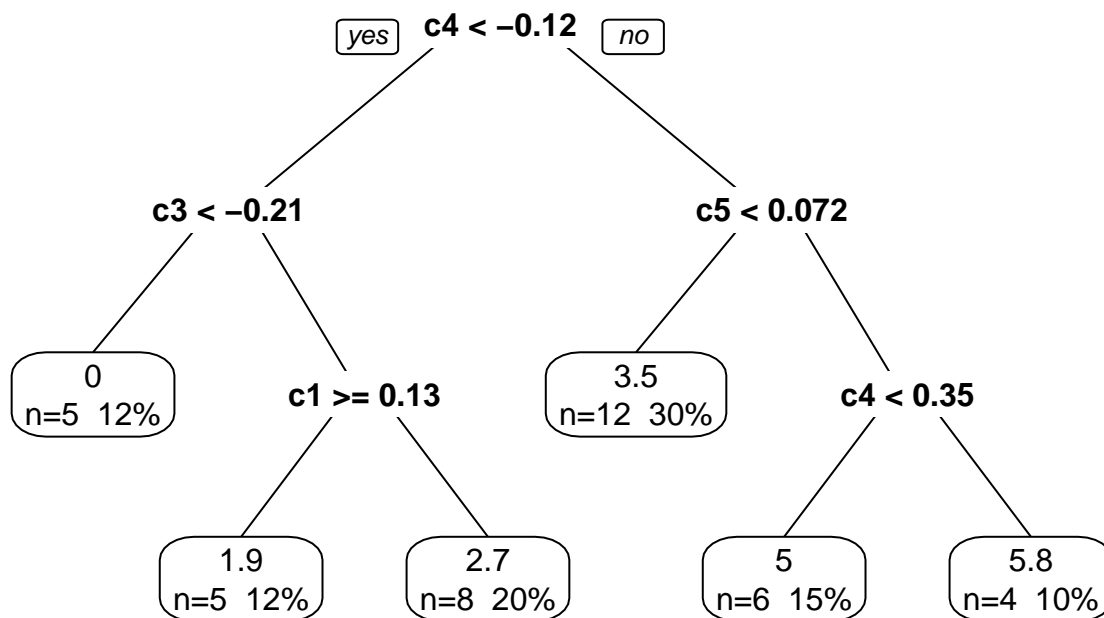 yes c4 < −0.12 no
c3 < −0.21 c5 < 0.072
0
n=5 12%
c1 >= 0.13
3.5
n=12 30%
c4 < 0.35
1.9
n=5 12%
2.7
n=8 20%
5
n=6 15%
5.8
n=4 10%